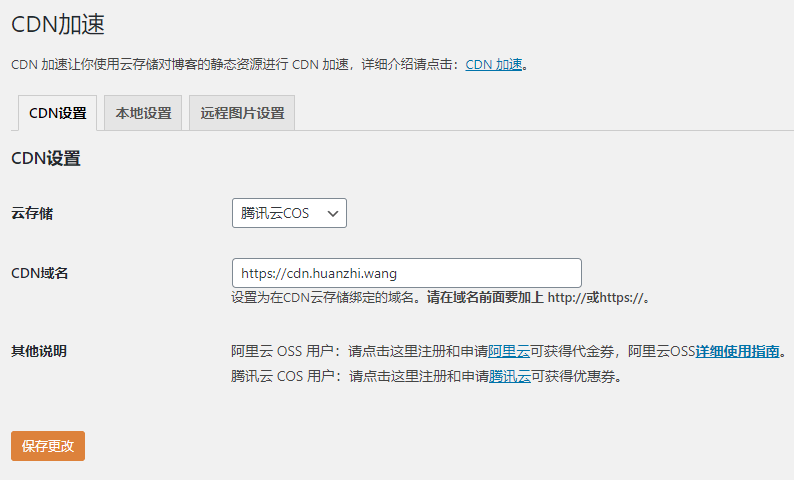 CDN加速
CDN 加速让你使用云存储对博客的静态资源进行 CDN 加速，详细介绍请点击：CDN 加速。
CDN设置 本地设置 远程图片设置
CDN设置
云存储 腾讯云COS
CDN域名 https://cdn.huanzhi.wang
设置为在CDN云存储绑定的域名。请在域名前面要加上 http://或https://。
其他说明 阿里云 OSS 用户：请点击这里注册和申请阿里云可获得代金券，阿里云OSS详细使用指南。
腾讯云 COS 用户：请点击这里注册和申请腾讯云可获得优惠券。
保存更改